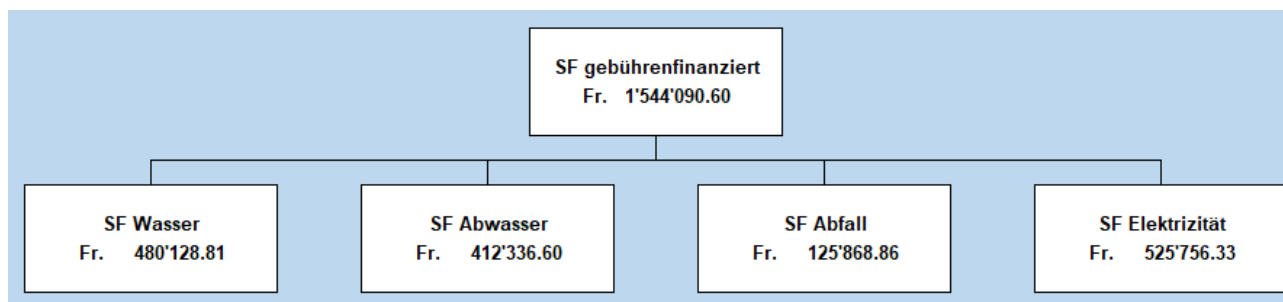 SF gebührenfinanziert
Fr. 1'544'090.60
SF Wasser
Fr. 480'128.81
SF Abwasser
Fr. 412'336.60
SF Abfall
Fr. 125'868.86
SF Elektrizität
Fr. 525'756.33